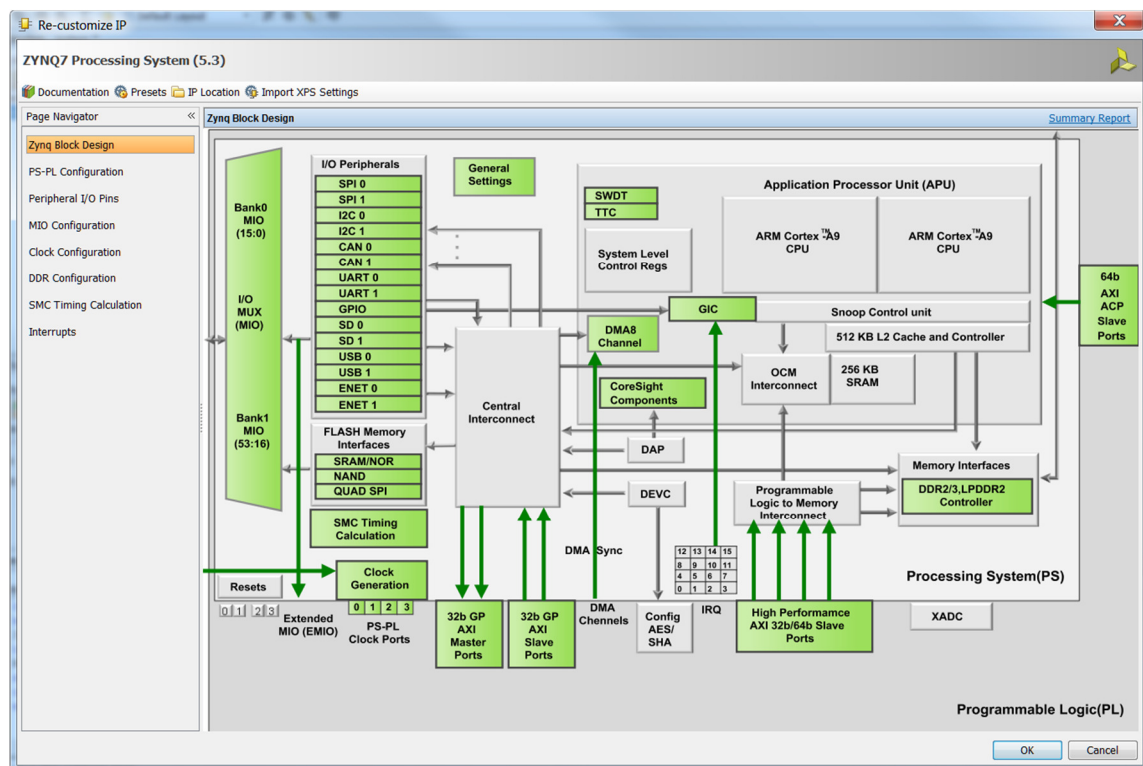 Re-customize IP
ZYNQ7 Processing System (5.3)
Documentation Presets IP Location Import XPS Settings
Page Navigator
Zynq Block Design
PS-PL Configuration
Peripheral I/O Pins
MIO Configuration
Clock Configuration
DDR Configuration
SMC Timing Calculation
Interrupts
Zynq Block Design
Summary Report
Bank0
MIO
(15:0)
I/O
MUX
(MIO)
Bank1
MIO
(53:16)
I/O Peripherals
SPI 0
SPI 1
I2C 0
I2C 1
CAN 0
CAN 1
UART 0
UART 1
GPIO
SD 0
SD 1
USB 0
USB 1
ENET 0
ENET 1
FLASH Memory
Interfaces
SRAM/NOR
NAND
QUAD SPI
SMC Timing
Calculation
General
Settings
Central
Interconnect
Application Processor Unit (APU)
SWDT
TTC
System Level
Control Regs
ARM Cortex™-A9
CPU
ARM Cortex™-A9
CPU
GIC
Snoop Control unit
512 KB L2 Cache and Controller
DMA8
Channel
OCM
Interconnect
256 KB
SRAM
CoreSight
Components
64b
AXI
ACP
Slave
Ports
DAP
DEVC
Programmable
Logic to Memory
Interconnect
Memory Interfaces
DDR2/3,LPDDR2
Controller
DMA Sync
12 13 14 15
8 9 10 11
4 5 6 7
0 1 2 3
Processing System(PS)
Resets
0 1 2 3
Clock
Generation
0 1 2 3
Extended
MIO (EMIO)
PS-PL
Clock Ports
32b GP
AXI
Master
Ports
32b GP
AXI
Slave
Ports
DMA
Channels
Config
AES/
SHA
IRQ
High Performamce
AXI 32b/64b Slave
Ports
XADC
Programmable Logic(PL)
OK Cancel